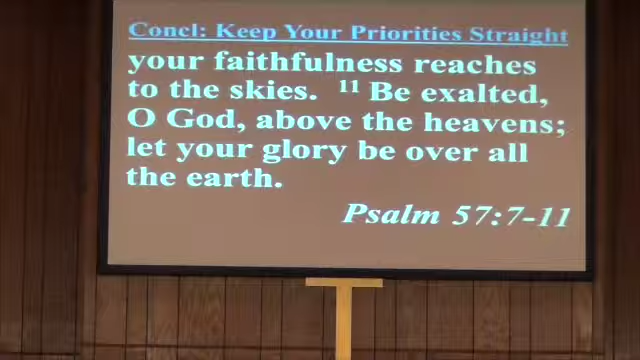 Concl: Keep Your Priorities Straight
your faithfulness reaches
to the skies. 11 Be exalted,
O God, above the heavens;
let your glory be over all
the earth.
Psalm 57:7-11